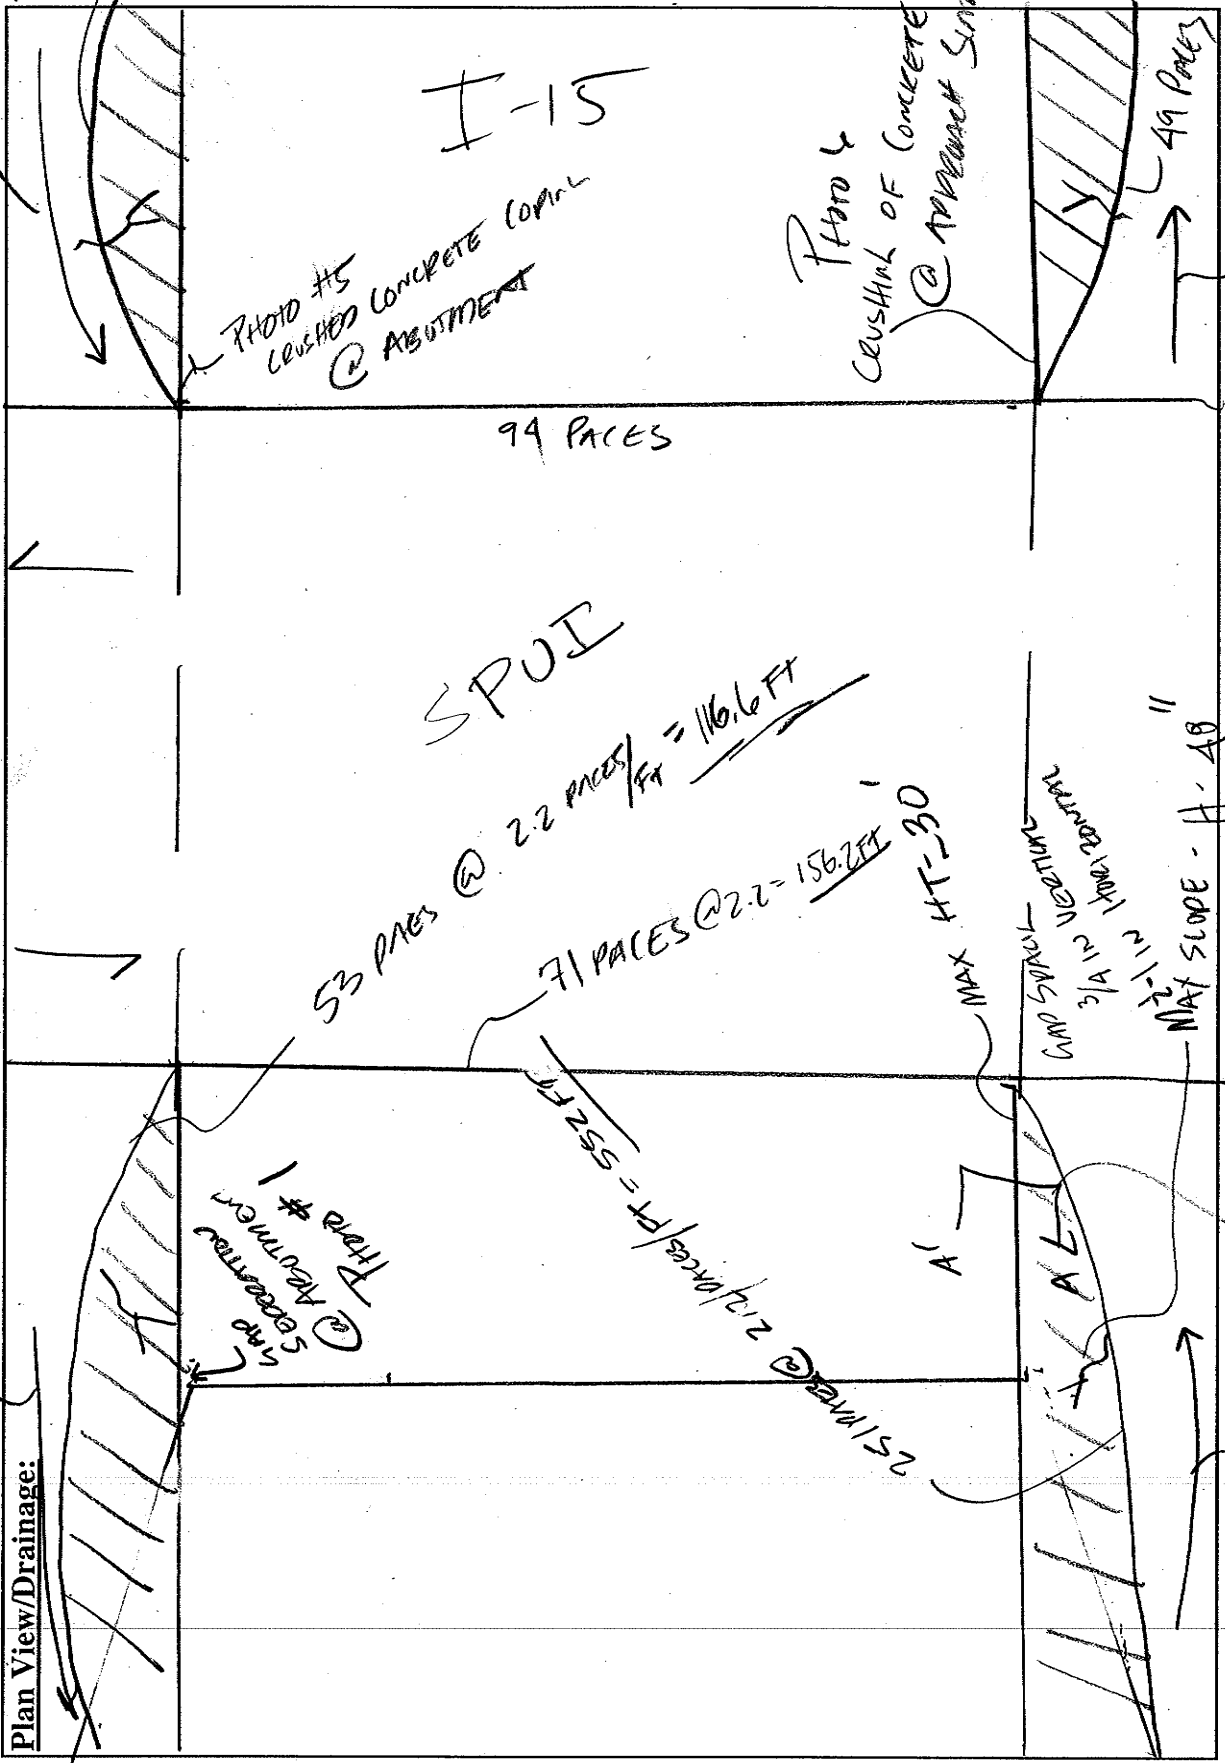 Plan View/Drainage:
I-15
PHOTO #5
CRUSHED CONCRETE COPING
@ ABUTMENT
PHOTO 6
CRUSHING OF CONCRETE
@ APPROACH
49 PACES
94 PACES
SPUI
53 PACES @ 2.2 PACES/FT = 116.6 FT
71 PACES @ 2.2 = 156.2 FT
MAX HT = 30'
GAP SPACING
3/4 IN VERTICAL
1/2-1 IN HORIZONTAL
MAX SLOPE - H - 48"
251 PACES @ 2.2 PACES/FT = 552 FT
GAP
SEPARATION
@ ABUTMENT
PHOTO # 1
A'
A